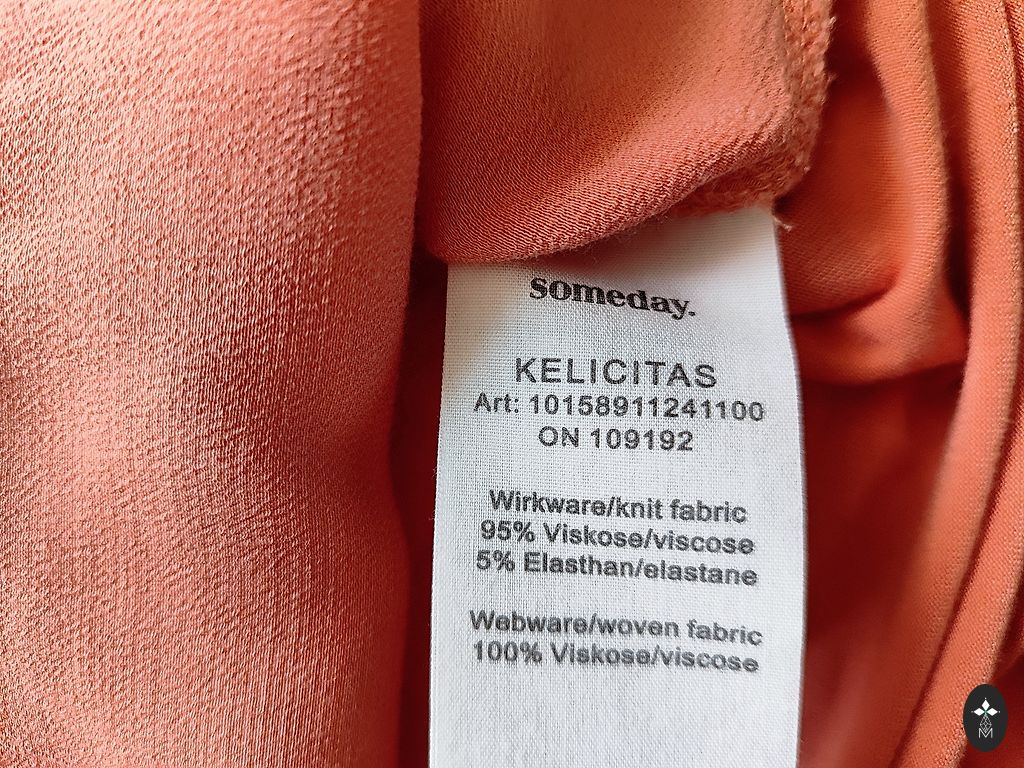 someday.
KELICITAS
Art: 10158911241100
ON 109192
Wirkware/knit fabric
95% Viskose/viscose
5% Elasthan/elastane
Webware/woven fabric
100% Viskose/viscose
M